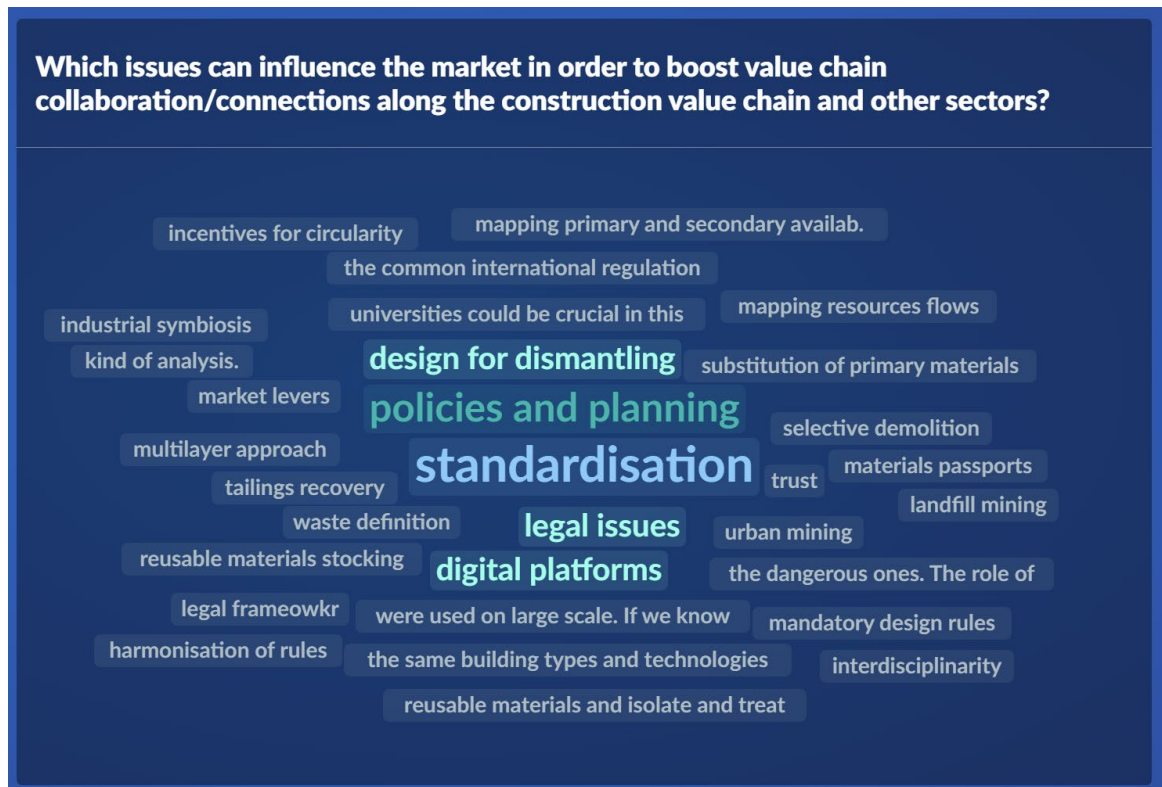 Which issues can influence the market in order to boost value chain
collaboration/connections along the construction value chain and other sectors?
incentives for circularity
mapping primary and secondary availab.
the common international regulation
universities could be crucial in this
mapping resources flows
industrial symbiosis
kind of analysis.
design for dismantling
substitution of primary materials
market levers
policies and planning
selective demolition
multilayer approach
standardisation
materials passports
tailings recovery
trust
landfill mining
waste definition
legal issues
urban mining
reusable materials stocking
digital platforms
the dangerous ones. The role of
legal frameowkr
were used on large scale. If we know
mandatory design rules
harmonisation of rules
the same building types and technologies
interdisciplinarity
reusable materials and isolate and treat